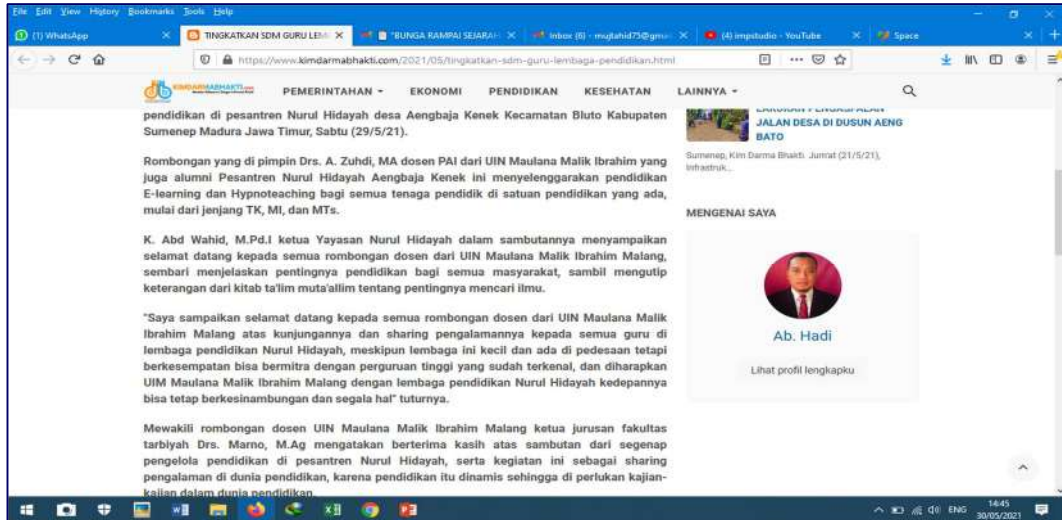 File Edit View History Bookmarks Tools Help
(1) WhatsApp
TINGKATKAN SDM GURU LEM
"BUNGA RAMPAI SEJARAH
Inbox (6) - mujtahid75@gma
(4) impstudio - YouTube
Space
https://www.kimdarmabhakti.com/2021/05/tingkatkan-sdm-guru-lembaga-pendidikan.html
PEMERINTAHAN EKONOMI PENDIDIKAN KESEHATAN LAINNYA
pendidikan di pesantren Nurul Hidayah desa Aengbaja Kenek Kecamatan Bluto Kabupaten
Sumenep Madura Jawa Timur, Sabtu (29/5/21).
Rombongan yang di pimpin Drs. A. Zuhdi, MA dosen PAI dari UIN Maulana Malik Ibrahim yang
juga alumni Pesantren Nurul Hidayah Aengbaja Kenek ini menyelenggarakan pendidikan
E-learning dan Hypnoteaching bagi semua tenaga pendidik di satuan pendidikan yang ada,
mulai dari jenjang TK, MI, dan MTs.
K. Abd Wahid, M.Pd.I ketua Yayasan Nurul Hidayah dalam sambutannya menyampaikan
selamat datang kepada semua rombongan dosen dari UIN Maulana Malik Ibrahim Malang,
sembari menjelaskan pentingnya pendidikan bagi semua masyarakat, sambil mengutip
keterangan dari kitab ta'lim muta'allim tentang pentingnya mencari ilmu.
"Saya sampaikan selamat datang kepada semua rombongan dosen dari UIN Maulana Malik
Ibrahim Malang atas kunjungannya dan sharing pengalamannya kepada semua guru di
lembaga pendidikan Nurul Hidayah, meskipun lembaga ini kecil dan ada di pedesaan tetapi
berkesempatan bisa bermitra dengan perguruan tinggi yang sudah terkenal, dan diharapkan
UIM Maulana Malik Ibrahim Malang dengan lembaga pendidikan Nurul Hidayah kedepannya
bisa tetap berkesinambungan dan segala hal" tuturnya.
Mewakili rombongan dosen UIN Maulana Malik Ibrahim Malang ketua jurusan fakultas
tarbiyah Drs. Marno, M.Ag mengatakan berterima kasih atas sambutan dari segenap
pengelola pendidikan di pesantren Nurul Hidayah, serta kegiatan ini sebagai sharing
pengalaman di dunia pendidikan, karena pendidikan itu dinamis sehingga di perlukan kajian-
kajian dalam dunia pendidikan.
LAKUKAN PENGASPALAN
JALAN DESA DI DUSUN AENG
BATO
Sumenep, Kim Darma Bhakti. Jumat (21/5/21),
Infrastruk...
MENGENAI SAYA
Ab. Hadi
Lihat profil lengkapku
ENG
14:45
30/05/2021